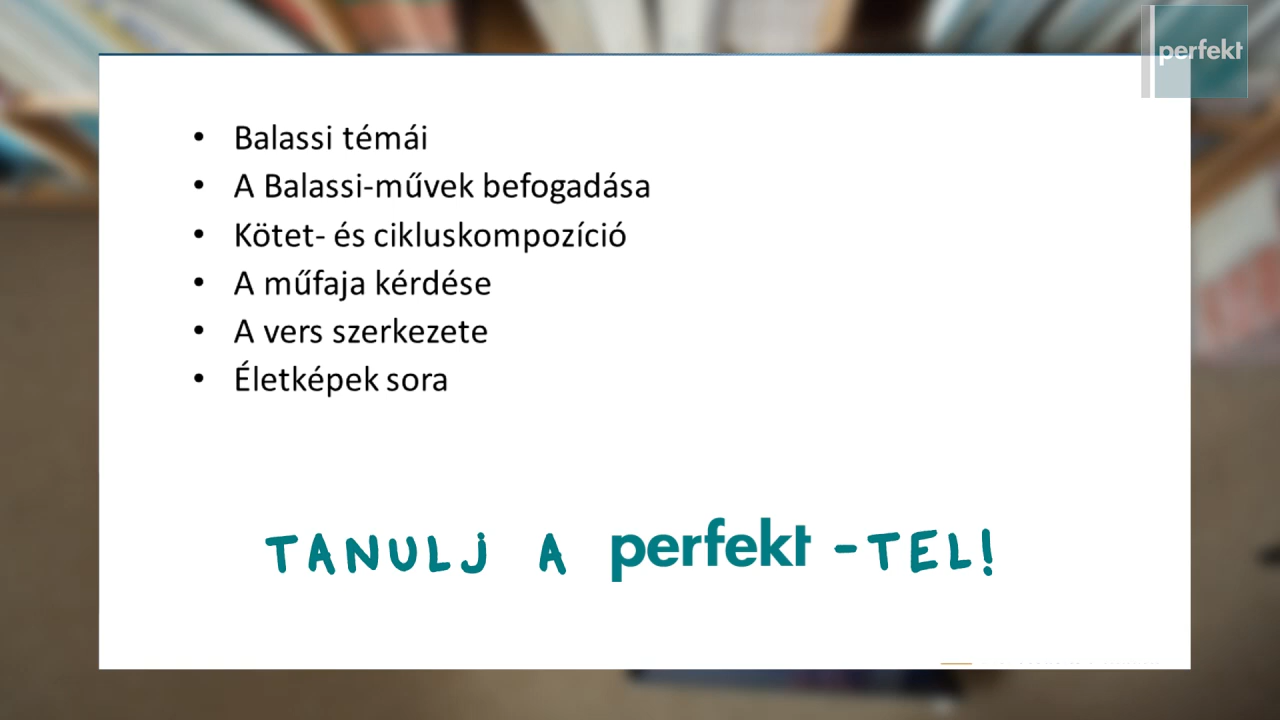 perfekt
• Balassi témái
• A Balassi-művek befogadása
• Kötet- és cikluskompozíció
• A műfaja kérdése
• A vers szerkezete
• Életképek sora
TANULJ A perfekt -TEL!